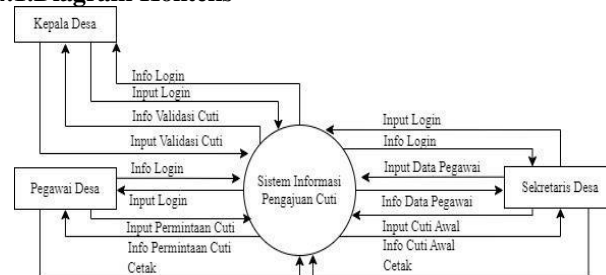 Diagram Konteks
Kepala Desa
Info Login
Input Login
Info Validasi Cuti
Input Validasi Cuti
Info Login
Input Login
Input Permintaan Cuti
Info Permintaan Cuti
Cetak
Pegawai Desa
Sistem Informasi
Pengajuan Cuti
Input Login
Info Login
Input Data Pegawai
Info Data Pegawai
Input Cuti Awal
Info Cuti Awal
Cetak
Sekretaris Desa